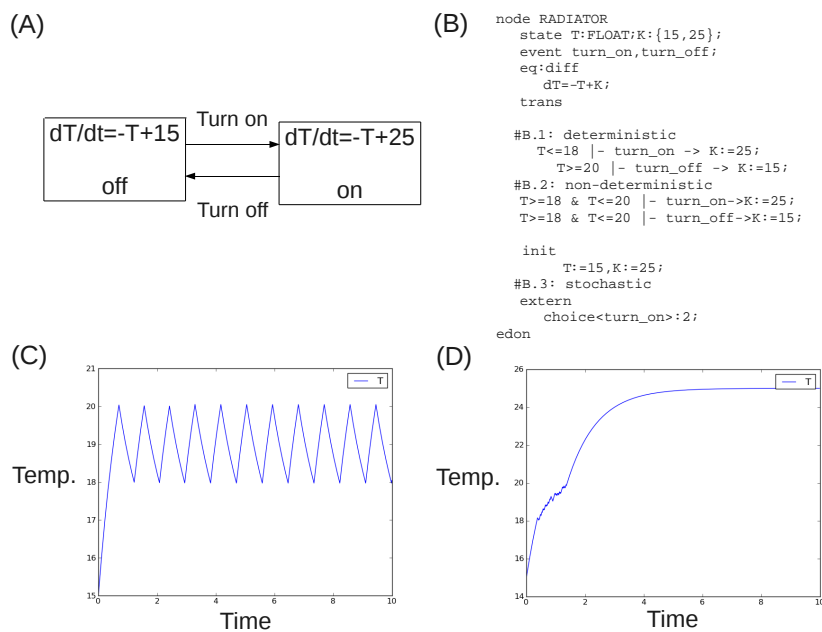 (A)
dT/dt=-T+15
off
Turn on
Turn off
dT/dt=-T+25
on
(B)
node RADIATOR
state T:FLOAT;K:{15,25};
event turn_on,turn_off;
eq:diff
dT=-T+K;
trans
#B.1: deterministic
T<=18 |- turn_on -> K:=25;
T>=20 |- turn_off -> K:=15;
#B.2: non-deterministic
T>=18 & T<=20 |- turn_on->K:=25;
T>=18 & T<=20 |- turn_off->K:=15;
init
T:=15,K:=25;
#B.3: stochastic
extern
choice<turn_on>:2;
edon
(C)
21
20
19
18
17
16
15
0 2 4 6 8 10
T
Temp.
Time
(D)
26
24
22
20
18
16
14
0 2 4 6 8 10
T
Temp.
Time